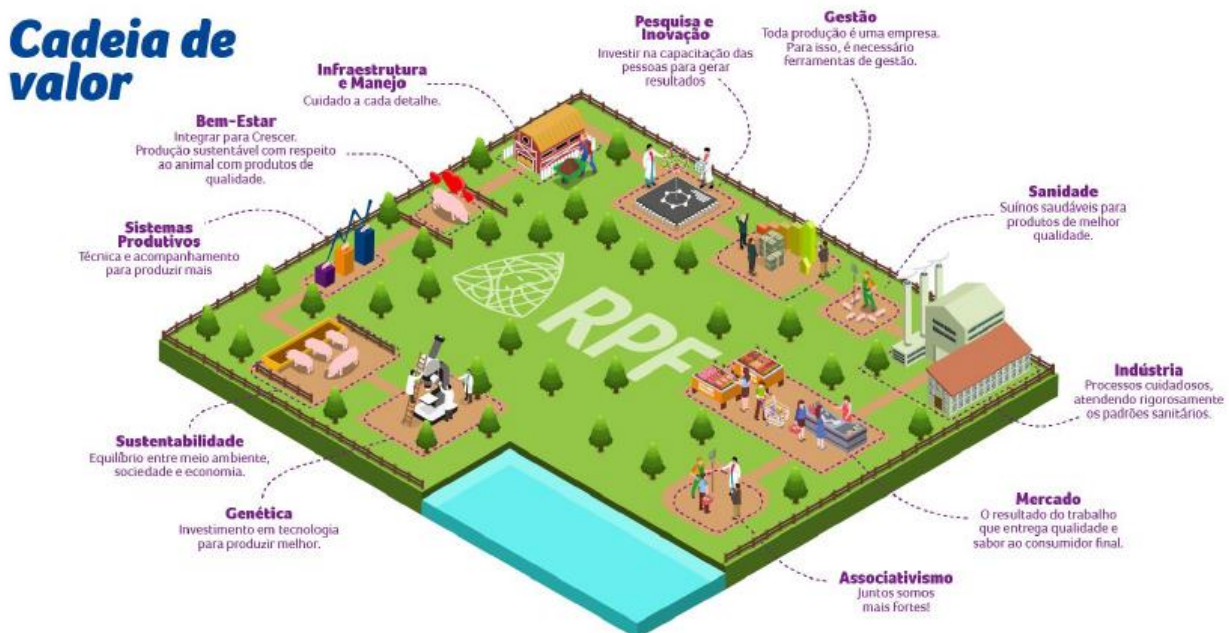 Cadeia de
valor
Infraestrutura
e Manejo
Cuidado a cada detalhe.
Pesquisa e
Inovação
Investir na capacitação das
pessoas para gerar
resultados
Gestão
Toda produção é uma empresa.
Para isso, é necessário
ferramentas de gestão.
Bem-Estar
Integrar para Crescer.
Produção sustentável com respeito
ao animal com produtos de
qualidade.
Sanidade
Suínos saudáveis para
produtos de melhor
qualidade.
Sistemas
Produtivos
Técnica e acompanhamento
para produzir mais
RPF
Indústria
Processos cuidadosos,
atendendo rigorosamente
os padrões sanitários.
Sustentabilidade
Equilíbrio entre meio ambiente,
sociedade e economia.
Genética
Investimento em tecnologia
para produzir melhor.
Mercado
O resultado do trabalho
que entrega qualidade e
sabor ao consumidor final.
Associativismo
Juntos somos
mais fortes!